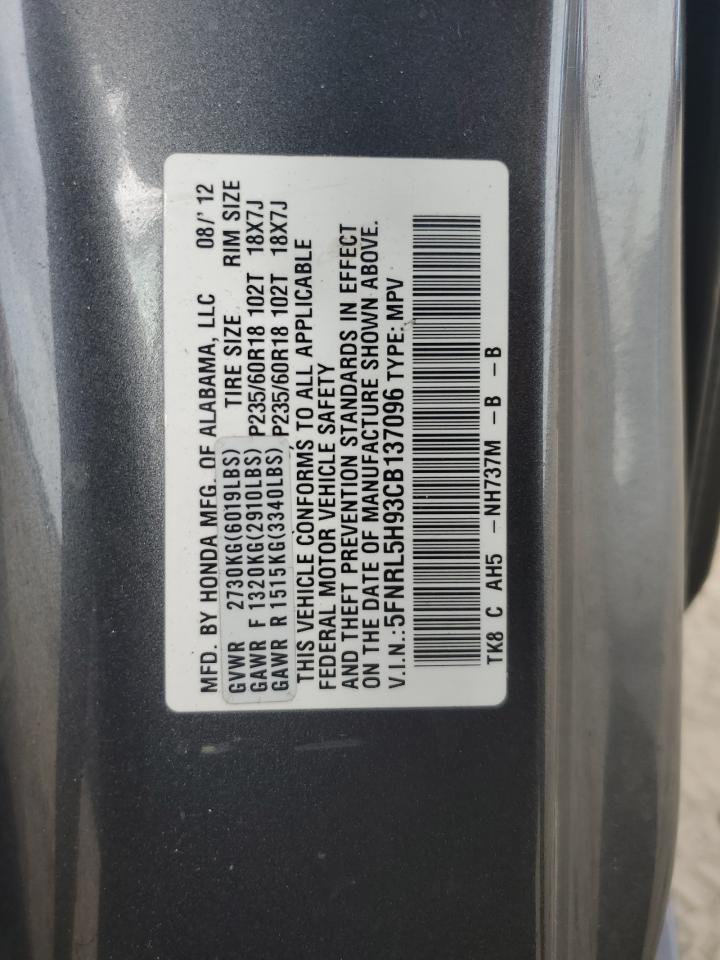 MFD. BY HONDA MFG. OF ALABAMA, LLC 08/' 12
GVWR 2730KG(6019LBS) TIRE SIZE RIM SIZE
GAWR F 1320KG(2910LBS) P235/60R18 102T 18X7J
GAWR R 1515KG(3340LBS) P235/60R18 102T 18X7J
THIS VEHICLE CONFORMS TO ALL APPLICABLE
FEDERAL MOTOR VEHICLE SAFETY
AND THEFT PREVENTION STANDARDS IN EFFECT
ON THE DATE OF MANUFACTURE SHOWN ABOVE.
V.I.N.:5FNRL5H93CB137096 TYPE: MPV
TK8 C AH5 -NH737M -B -B